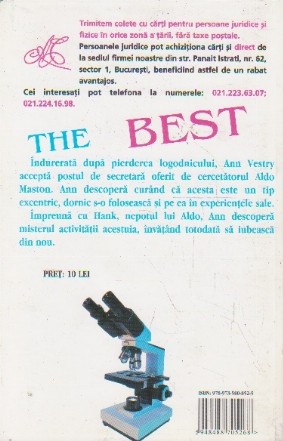 Trimitem colete cu cărți pentru persoane juridice și
fizice în orice zonă a țării, fără taxe poștale.
Persoanele juridice pot achiziționa cărți și direct de
la sediul firmei noastre din str. Panait Istrati, nr. 62,
sector 1, București, beneficiind astfel de un rabat
avantajos.
Cei interesați pot telefona la numerele: 021.223.63.07;
021.224.16.98.
THE BEST
Îndurerată după pierderea logodnicului, Ann Vestry
acceptă postul de secretară oferit de cercetătorul Aldo
Maston. Ann descoperă curând că acesta este un tip
excentric, dornic s-o folosească și pe ea în experiențele sale.
Împreună cu Hank, nepotul lui Aldo, Ann descoperă
misterul activității acestuia, învățând totodată să iubească
din nou.
PREȚ: 10 LEI